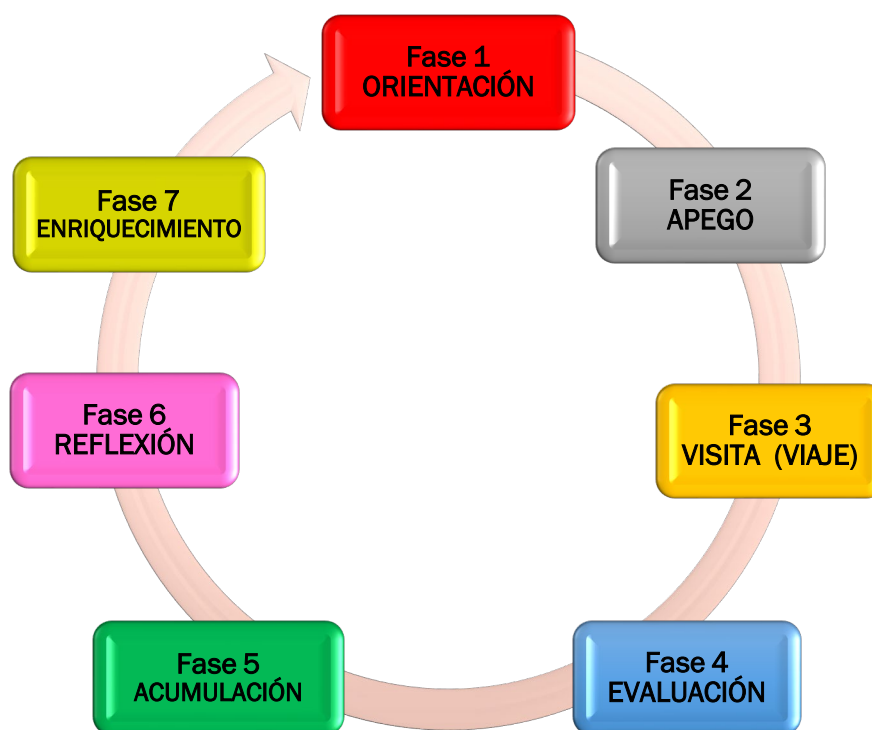 Fase 1
ORIENTACIÓN
Fase 2
APEGO
Fase 3
VISITA (VIAJE)
Fase 4
EVALUACIÓN
Fase 5
ACUMULACIÓN
Fase 6
REFLEXIÓN
Fase 7
ENRIQUECIMIENTO